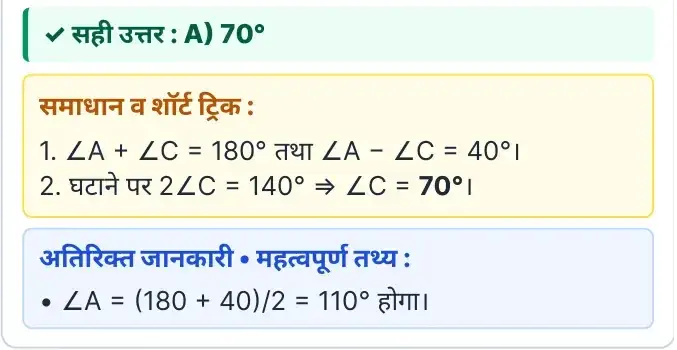 ✓ सही उत्तर : A) 70°
समाधान व शॉर्ट ट्रिक :
1. ∠A + ∠C = 180° तथा ∠A − ∠C = 40°।
2. घटाने पर 2∠C = 140° ⇒ ∠C = 70°।
अतिरिक्त जानकारी • महत्वपूर्ण तथ्य :
• ∠A = (180 + 40)/2 = 110° होगा।